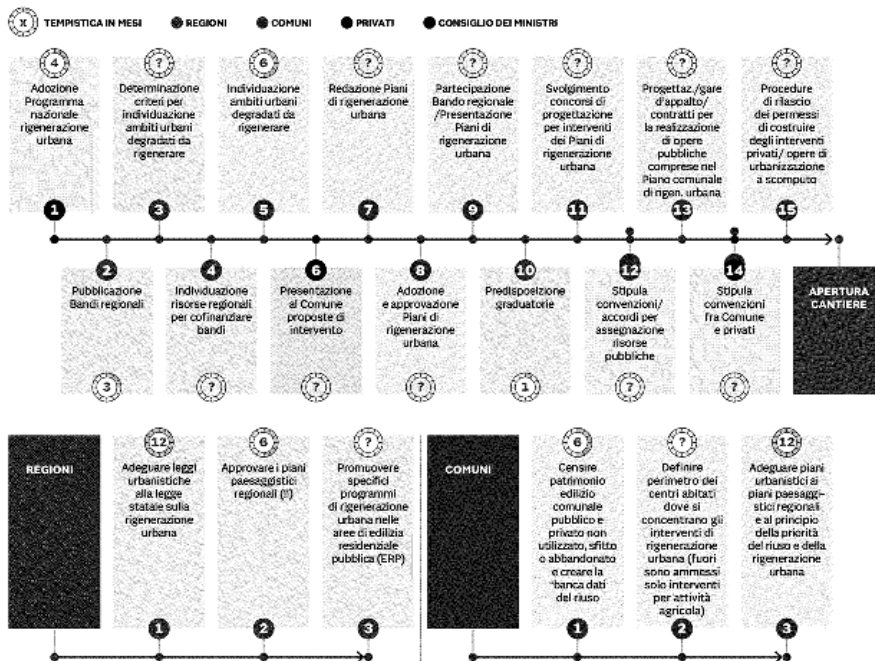 X TEMPISTICA IN MESI REGIONI COMUNI PRIVATI CONSIGLIO DEI MINISTRI
4
Adozione
Programma
nazionale
rigenerazione
urbana
1
?
Determinazione
criteri per
individuazione
ambiti urbani
degradati da
rigenerare
3
6
Individuazione
ambiti urbani
degradati da
rigenerare
5
?
Redazione Piani
di rigenerazione
urbana
7
?
Partecipazione
Bando regionale
/Presentazione
Piani di
rigenerazione
urbana
9
?
Svolgimento
concorsi di
progettazione
per interventi
dei Piani di
rigenerazione
urbana
11
?
Progettaz./gare
d'appalto/
contratti per
la realizzazione
di opere
pubbliche
comprese nel
Piano comunale
di rigen. urbana
13
?
Procedure
di rilascio
dei permessi
di costruire
degli interventi
privati/ opere di
urbanizzazione
a scomputo
15
2
Pubblicazione
Bandi regionali
3
4
Individuazione
risorse regionali
per cofinanziare
bandi
?
6
Presentazione
al Comune
proposte di
intervento
?
8
Adozione
e approvazione
Piani di
rigenerazione
urbana
?
10
Predisposizione
graduatorie
1
12
Stipula
convenzioni/
accordi per
assegnazione
risorse
pubbliche
?
14
Stipula
convenzioni
fra Comune
e privati
?
APERTURA
CANTIERE
REGIONI
12
Adeguare leggi
urbanistiche
alla legge
statale sulla
rigenerazione
urbana
1
6
Approvare i piani
paesaggistici
regionali (!!)
2
?
Promuovere
specifici
programmi
di rigenerazione
urbana nelle
aree di edilizia
residenziale
pubblica (ERP)
3
COMUNI
6
Censire
patrimonio
edilizio
comunale
pubblico e
privato non
utilizzato, sfitto
o abbandonato
e creare la
"banca dati
del riuso
1
?
Definire
perimetro dei
centri abitati
dove si
concentrano gli
interventi di
rigenerazione
urbana (fuori
sono ammessi
solo interventi
per attività
agricola)
2
12
Adeguare piani
urbanistici ai
piani paesaggi-
stici regionali
e al principio
della priorità
del riuso e della
rigenerazione
urbana
3